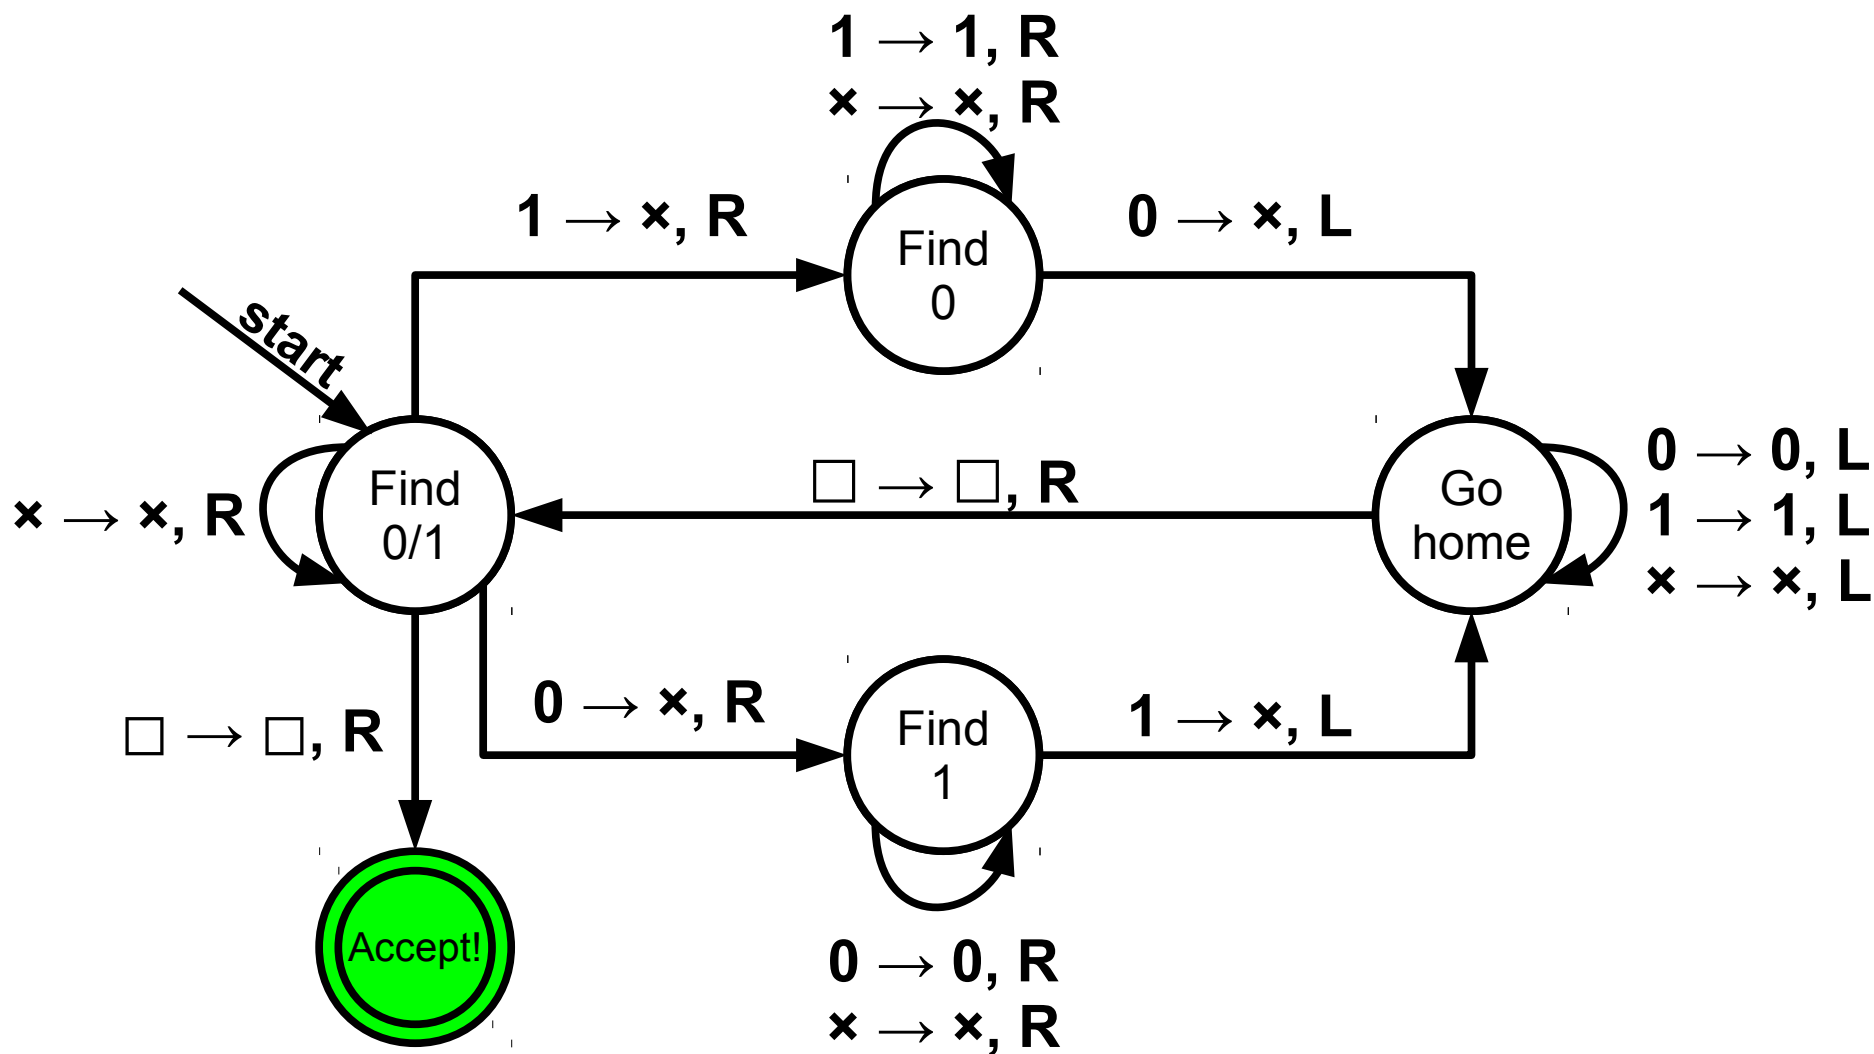 1 → 1, R
× → ×, R
1 → ×, R
0 → ×, L
Find
0
start
× → ×, R
Find
0/1
□ → □, R
Go
home
0 → 0, L
1 → 1, L
× → ×, L
□ → □, R
0 → ×, R
Find
1
1 → ×, L
Accept!
0 → 0, R
× → ×, R